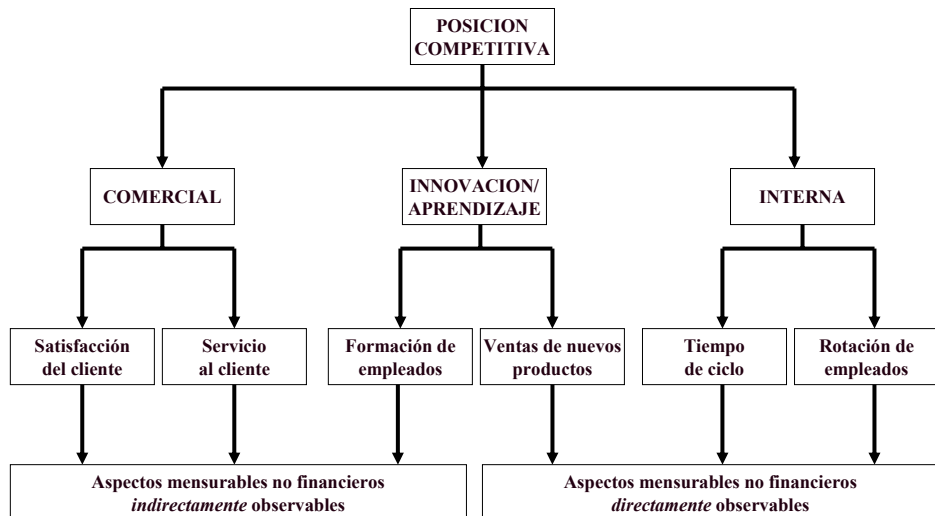 POSICION
COMPETITIVA
COMERCIAL
INNOVACION/
APRENDIZAJE
INTERNA
Satisfacción
del cliente
Servicio
al cliente
Formación de
empleados
Ventas de nuevos
productos
Tiempo
de ciclo
Rotación de
empleados
Aspectos mensurables no financieros
indirectamente observables
Aspectos mensurables no financieros
directamente observables